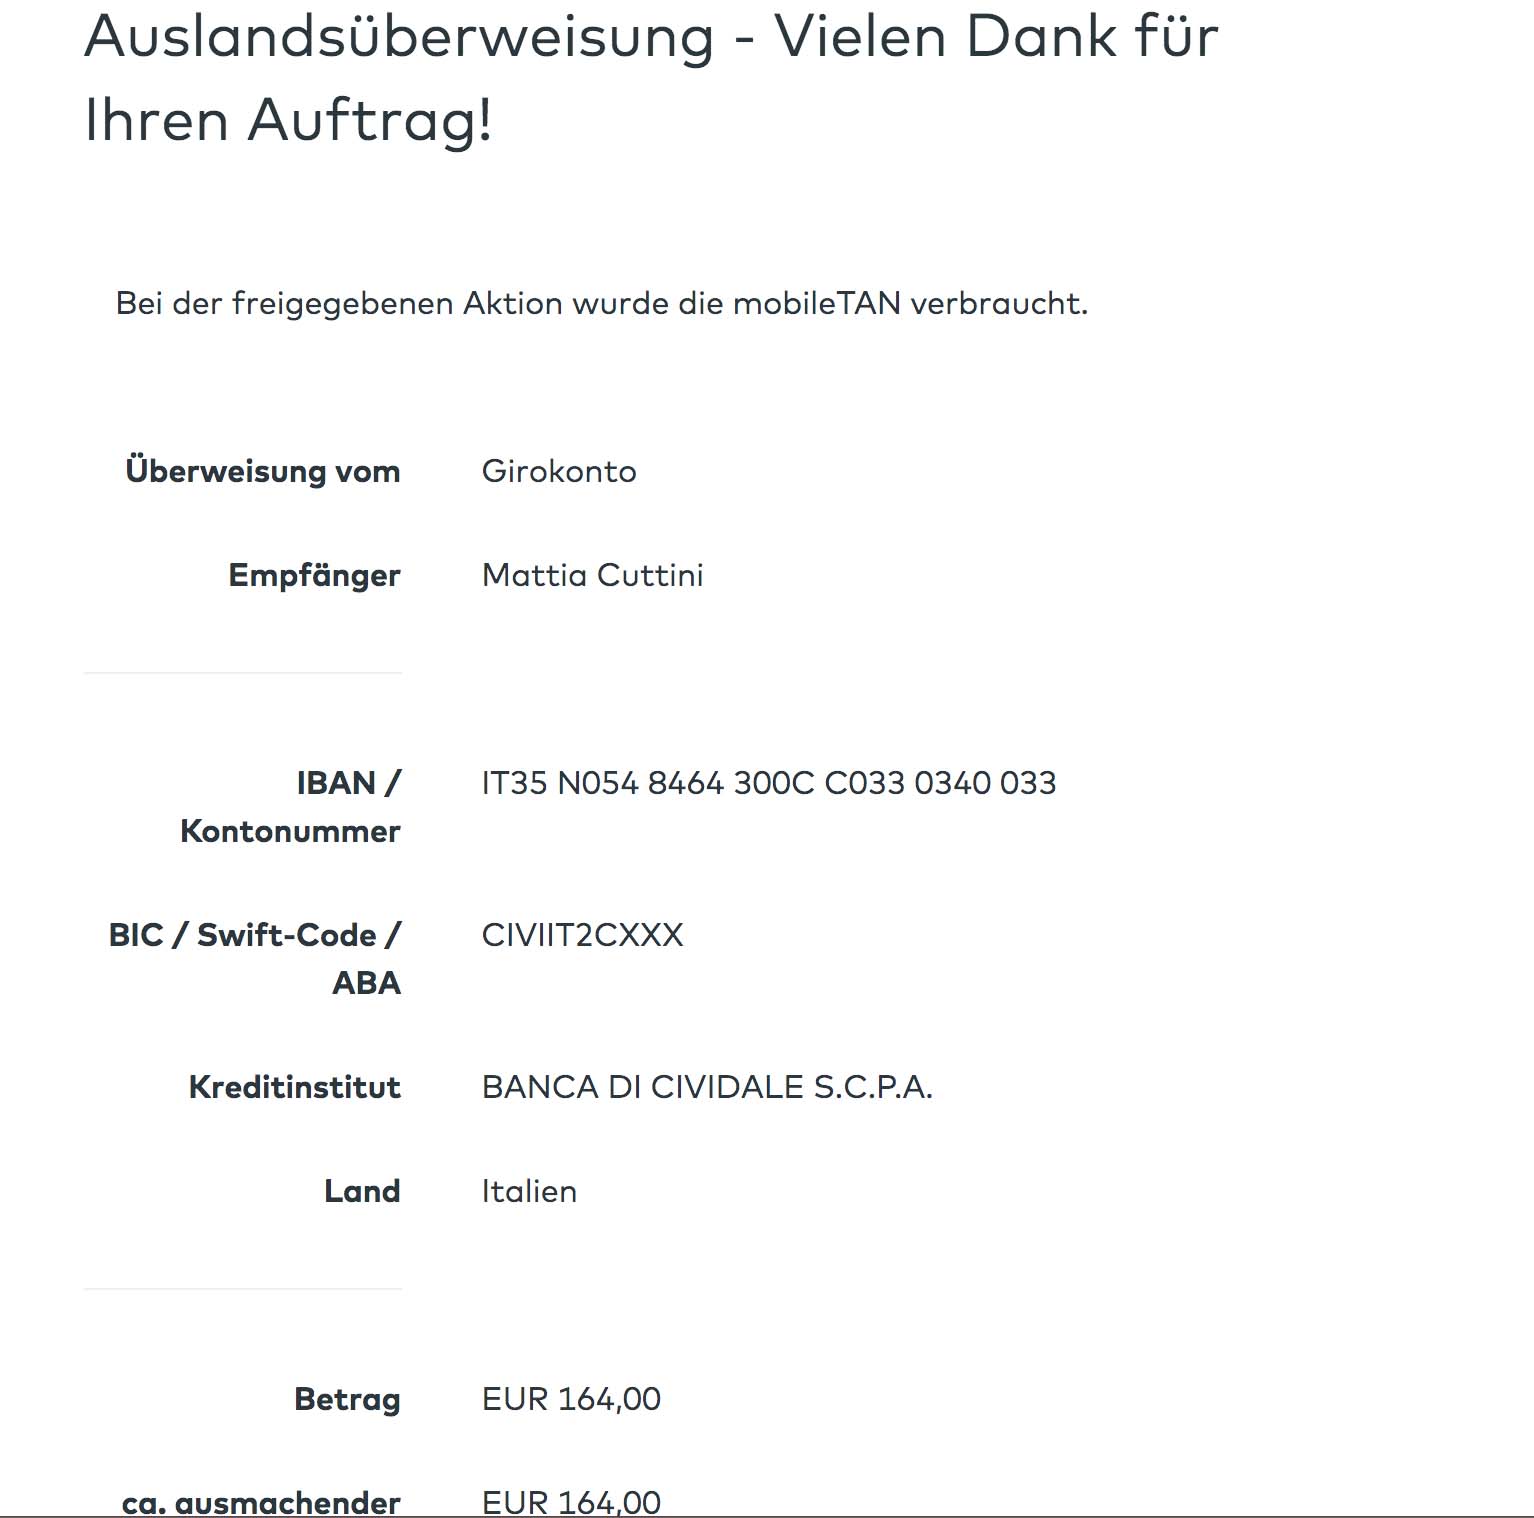 Auslandsüberweisung - Vielen Dank für
Ihren Auftrag!
Bei der freigegebenen Aktion wurde die mobileTAN verbraucht.
Überweisung vom Girokonto
Empfänger Mattia Cuttini
IBAN / IT35 N054 8464 300C C033 0340 033
Kontonummer
BIC / Swift-Code / CIVIIT2CXXX
ABA
Kreditinstitut BANCA DI CIVIDALE S.C.P.A.
Land Italien
Betrag EUR 164,00
ca. ausmachender EUR 164,00